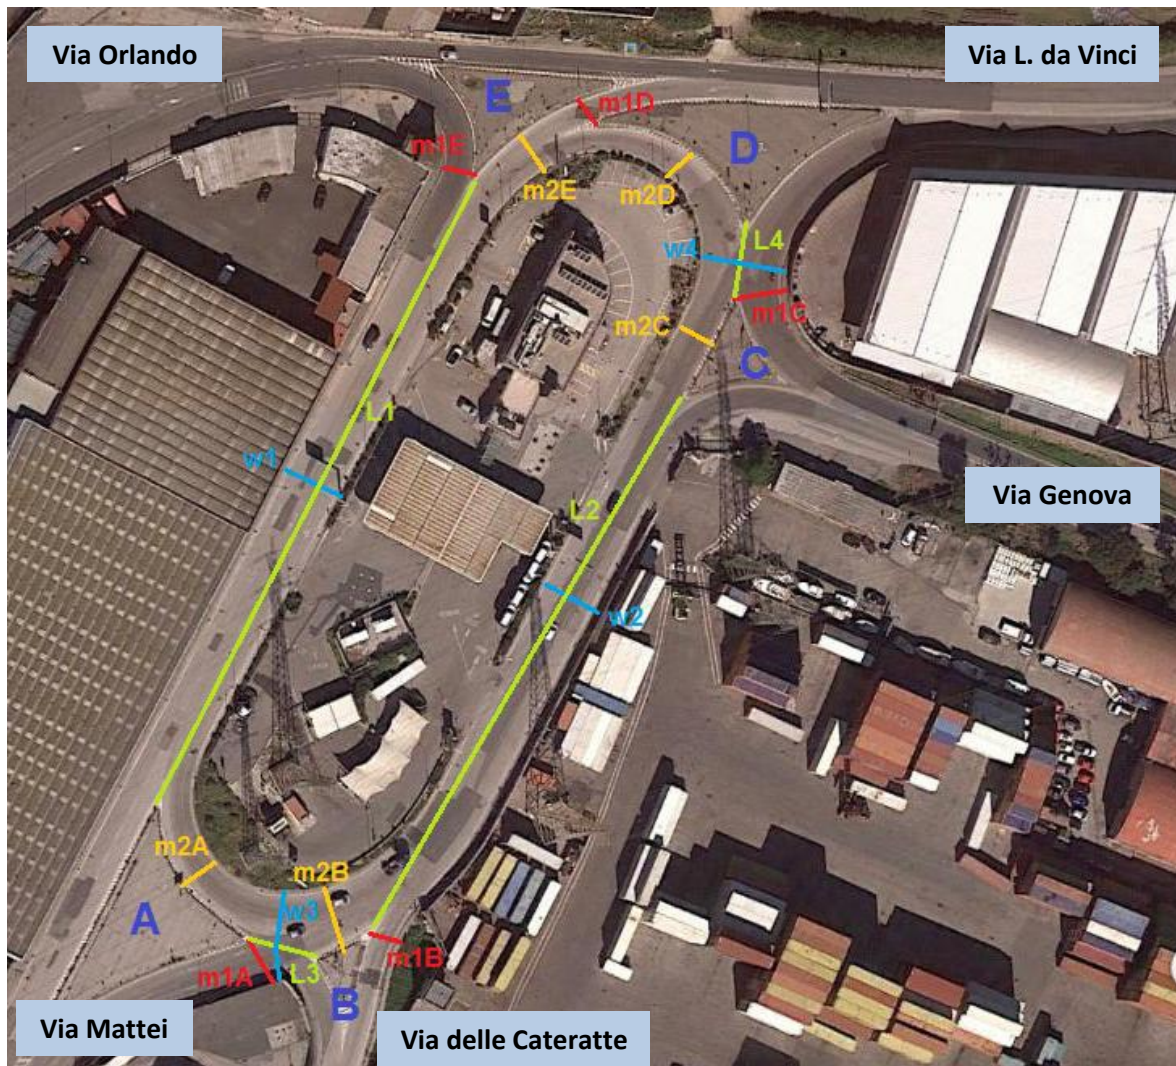 Via Orlando
Via L. da Vinci
E
m1D
m1E
D
m2E
m2D
w4
L4
m1C
m2C
C
L1
w1
Via Genova
L2
w2
m2A
m2B
A
w3
m1A
L3
m1B
B
Via Mattei
Via delle Cateratte